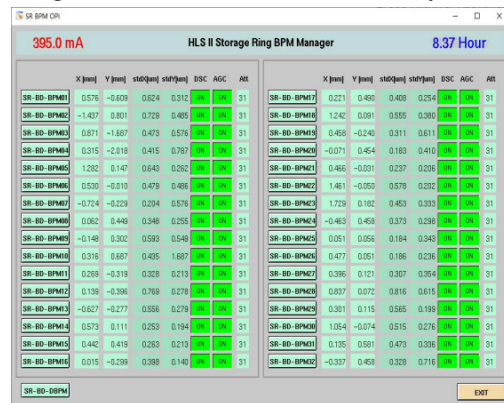 SR BPM OPI
395.0 mA HLS II Storage Ring BPM Manager 8.37 Hour
X [mm] Y [mm] stdX[um] stdY[um] DSC AGC Att X [mm] Y [mm] stdX[um] stdY[um] DSC AGC Att
SR-BD-BPM01 0.576 -0.609 0.624 0.312 ON ON 31 SR-BD-BPM17 0.221 0.490 0.408 0.254 ON ON 31
SR-BD-BPM02 -1.437 0.801 0.729 0.485 ON ON 31 SR-BD-BPM18 1.242 0.091 0.555 0.380 ON ON 31
SR-BD-BPM03 0.871 -1.687 0.473 0.576 ON ON 31 SR-BD-BPM19 0.458 -0.240 0.311 0.611 ON ON 31
SR-BD-BPM04 0.315 -2.018 0.415 0.797 ON ON 31 SR-BD-BPM20 -0.071 0.454 0.183 0.410 ON ON 31
SR-BD-BPM05 1.282 0.147 0.643 0.262 ON ON 31 SR-BD-BPM21 0.466 -0.031 0.237 0.206 ON ON 31
SR-BD-BPM06 0.530 -0.010 0.479 0.486 ON ON 31 SR-BD-BPM22 1.461 -0.050 0.578 0.202 ON ON 31
SR-BD-BPM07 -0.724 -0.229 0.204 0.576 ON ON 31 SR-BD-BPM23 1.729 0.182 0.453 0.333 ON ON 31
SR-BD-BPM08 0.062 0.449 0.348 0.255 ON ON 31 SR-BD-BPM24 -0.463 0.458 0.373 0.298 ON ON 31
SR-BD-BPM09 -0.148 0.302 0.593 0.549 ON ON 31 SR-BD-BPM25 0.051 0.056 0.184 0.343 ON ON 31
SR-BD-BPM10 0.316 0.687 0.435 1.687 ON ON 31 SR-BD-BPM26 0.477 0.051 0.186 0.236 ON ON 31
SR-BD-BPM11 0.269 -0.319 0.328 0.213 ON ON 31 SR-BD-BPM27 0.396 0.121 0.307 0.354 ON ON 31
SR-BD-BPM12 0.139 -0.396 0.769 0.278 ON ON 31 SR-BD-BPM28 0.837 0.072 0.816 0.615 ON ON 31
SR-BD-BPM13 -0.627 -0.277 0.556 0.279 ON ON 31 SR-BD-BPM29 0.301 0.115 0.565 0.199 ON ON 31
SR-BD-BPM14 0.573 0.111 0.253 0.194 ON ON 31 SR-BD-BPM30 1.054 -0.074 0.515 0.276 ON ON 31
SR-BD-BPM15 0.442 0.419 0.263 0.213 ON ON 31 SR-BD-BPM31 0.135 0.581 0.473 0.336 ON ON 31
SR-BD-BPM16 0.015 -0.299 0.398 0.140 ON ON 31 SR-BD-BPM32 -0.337 0.458 0.328 0.716 ON ON 31
SR-BD-DBPM EXIT